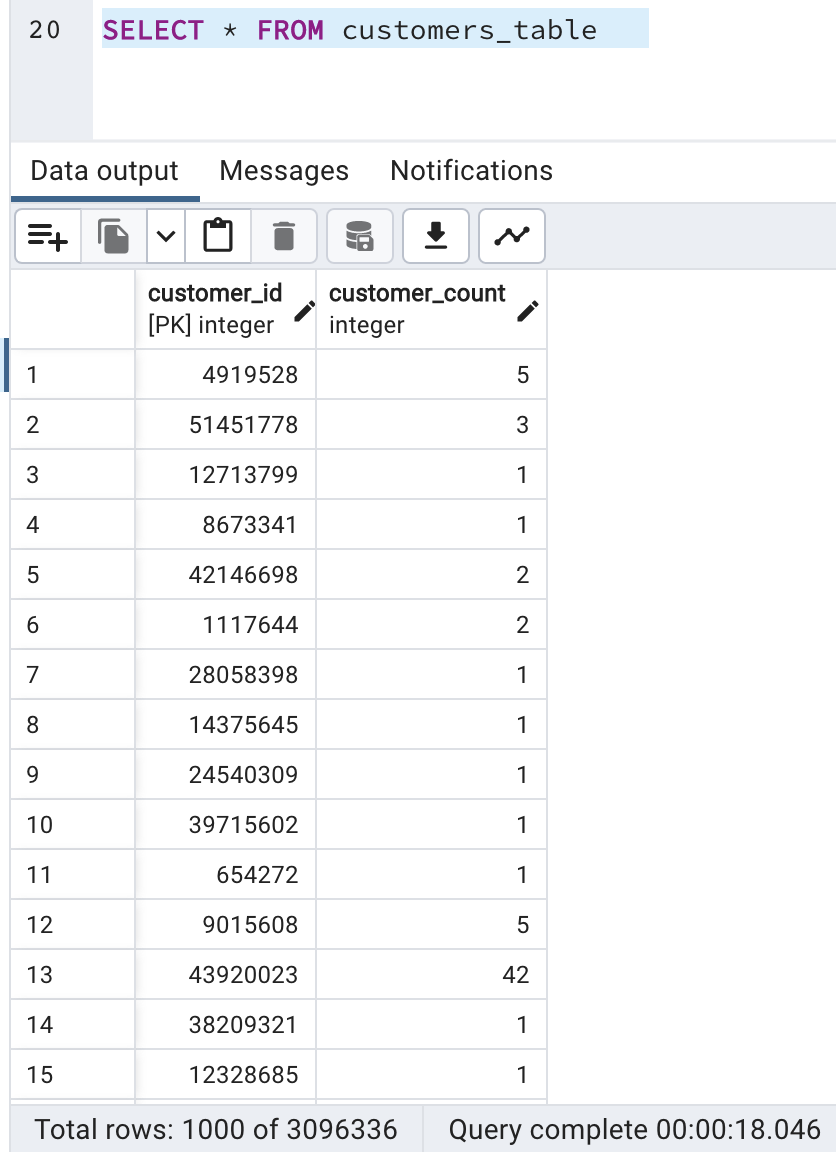 20 SELECT * FROM customers_table
Data output Messages Notifications
customer_id customer_count
[PK] integer integer
1 4919528 5
2 51451778 3
3 12713799 1
4 8673341 1
5 42146698 2
6 1117644 2
7 28058398 1
8 14375645 1
9 24540309 1
10 39715602 1
11 654272 1
12 9015608 5
13 43920023 42
14 38209321 1
15 12328685 1
Total rows: 1000 of 3096336 Query complete 00:00:18.046